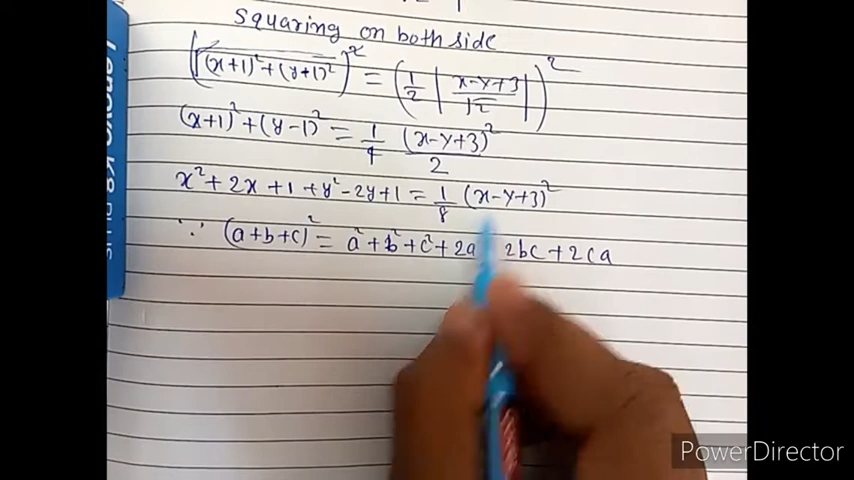 Squaring on both side
(√(x+1)²+(y+1)²)² = (1/2 |x-y+3/√2|)²
(x+1)²+(y-1)² = 1/4 (x-y+3)²/2
x²+2x+1+y²-2y+1 = 1/8 (x-y+3)²
∵ (a+b+c)² = a²+b²+c²+2a 2bc+2ca
Lenovo K8 PLUS
PowerDirector